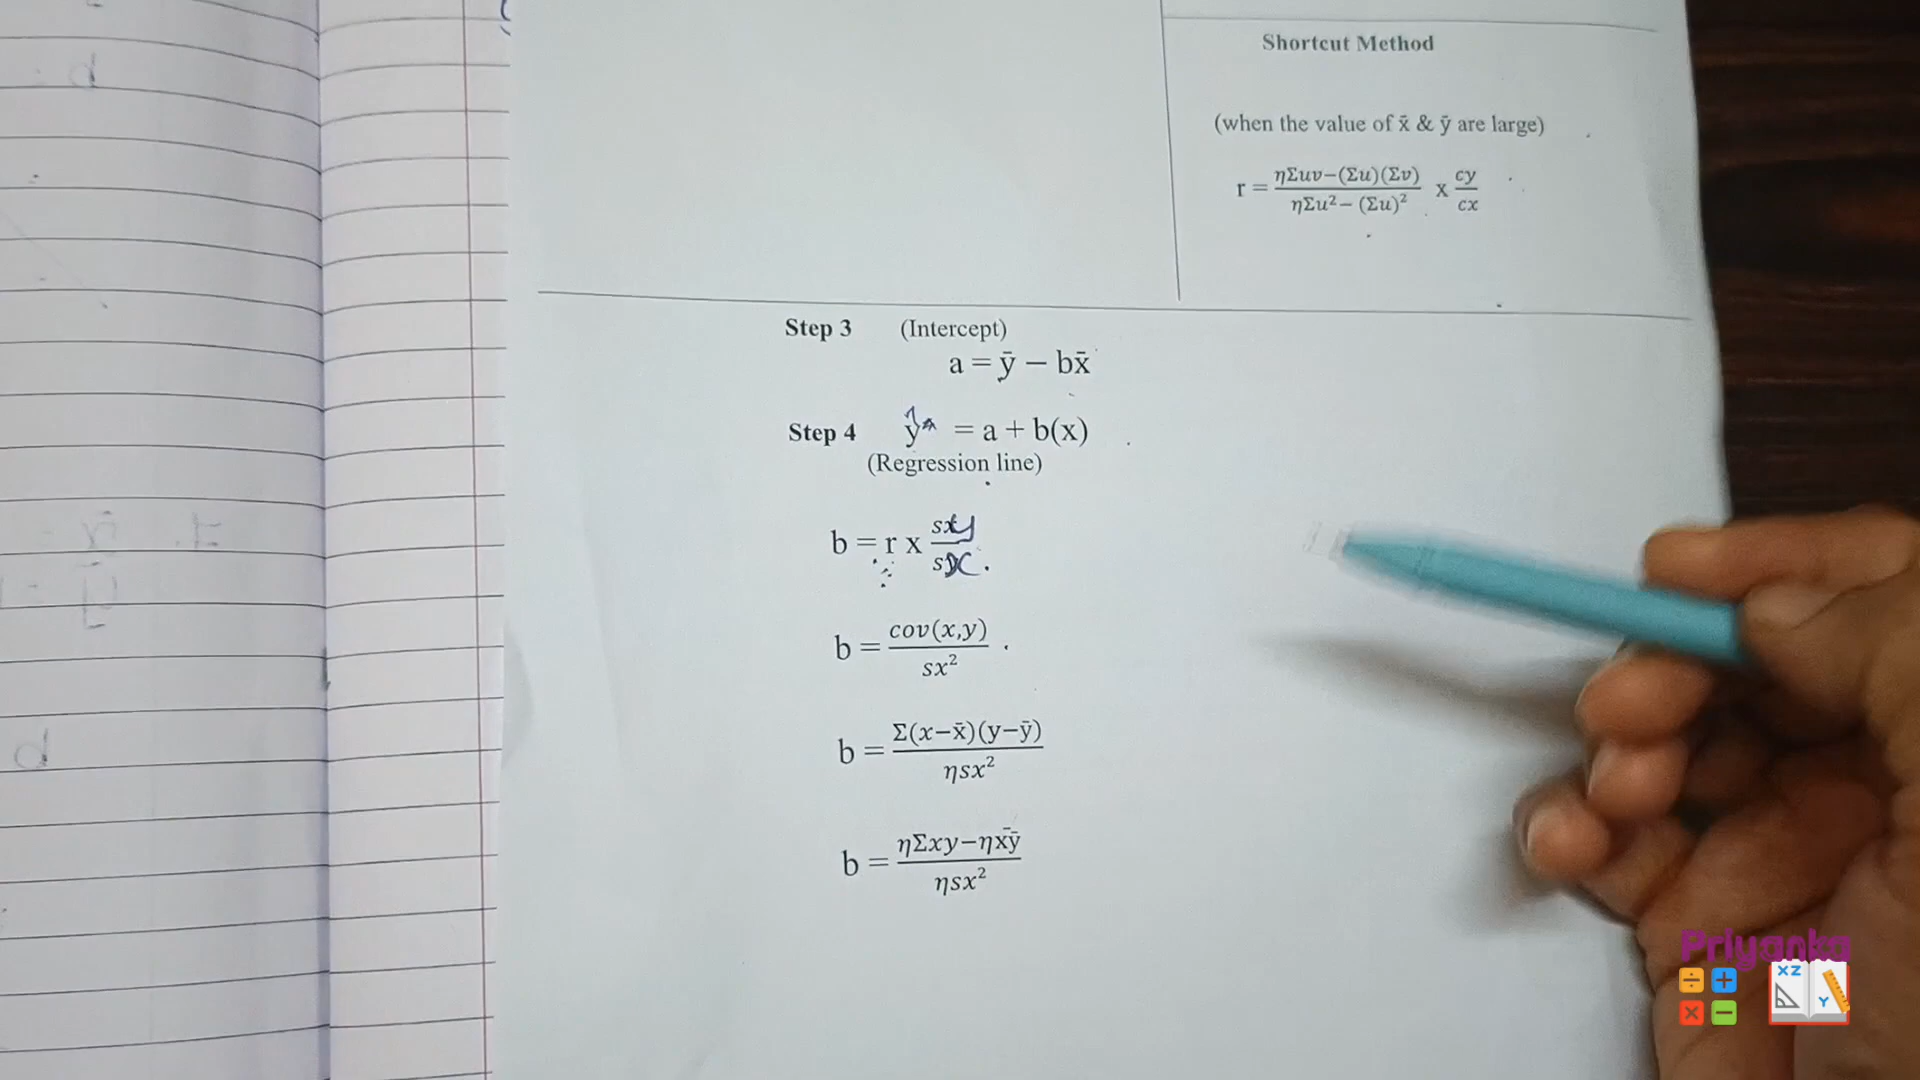 Shortcut Method
(when the value of x̄ & ȳ are large)
r = ηΣuv−(Σu)(Σv) / ηΣu²− (Σu)² x cy / cx
Step 3 (Intercept)
a = ȳ − bx̄
Step 4 ŷ = a + b(x)
(Regression line)
b = r x sy / sx
b = cov(x,y) / sx²
b = Σ(x−x̄)(y−ȳ) / ηsx²
b = ηΣxy−ηx̄ȳ / ηsx²
Priyanka
XZ
Y